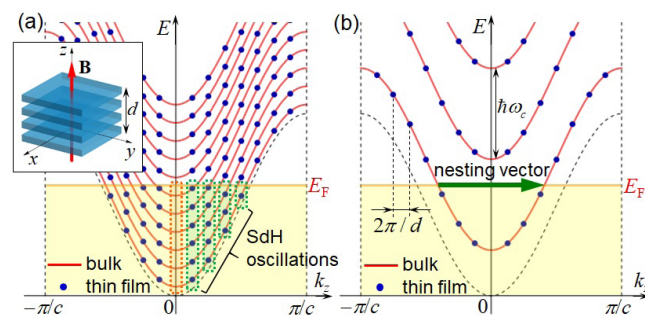 (a)
E
z
B
d
x
y
E_F
SdH
oscillations
bulk
thin film
k_z
−π/c
0
π/c
(b)
E
ħω_c
nesting vector
E_F
2π/d
bulk
thin film
k_z
−π/c
0
π/c